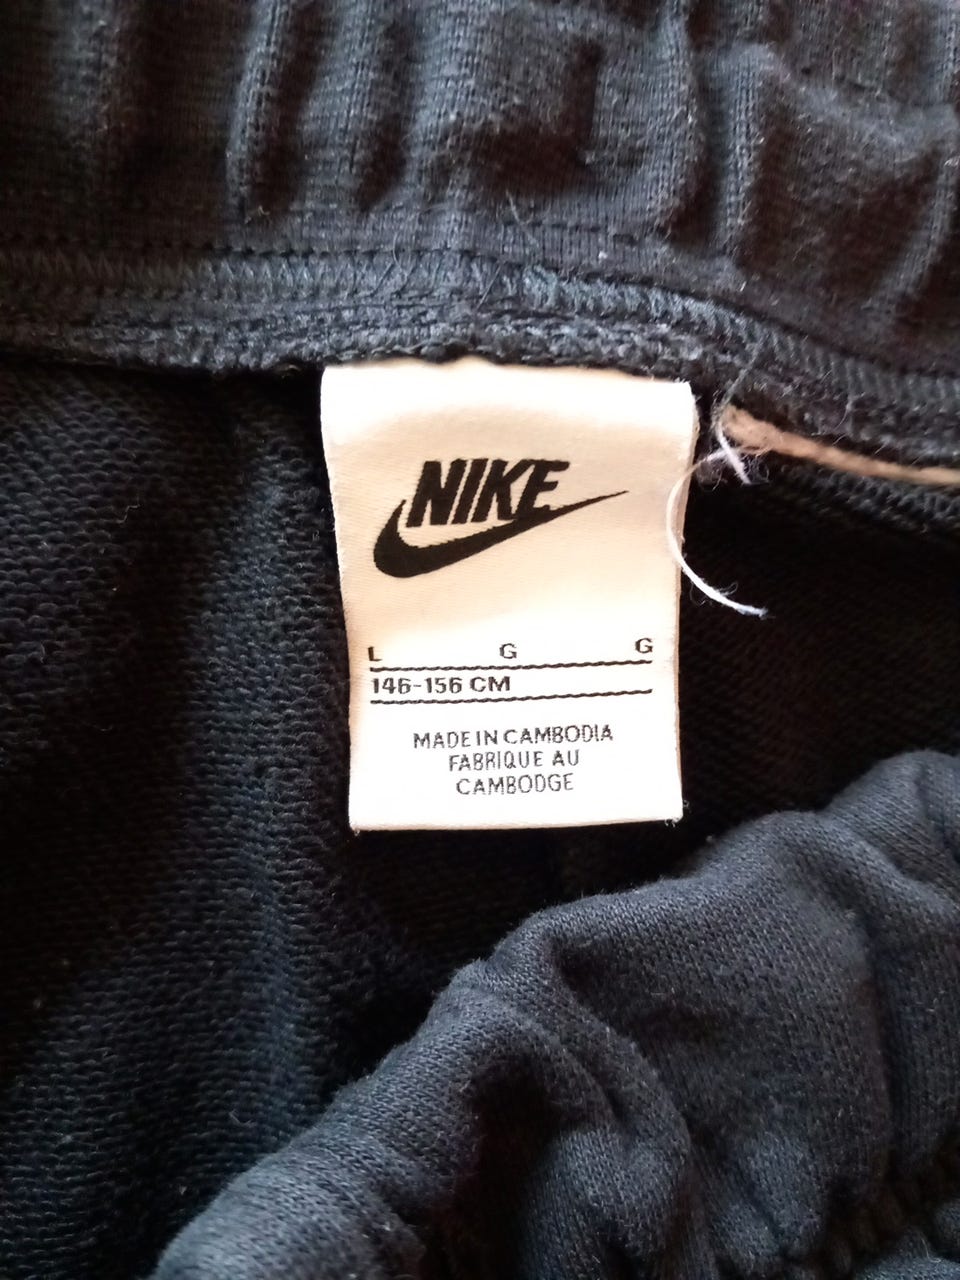 NIKE
L G G
146-156 CM
MADE IN CAMBODIA
FABRIQUE AU
CAMBODGE